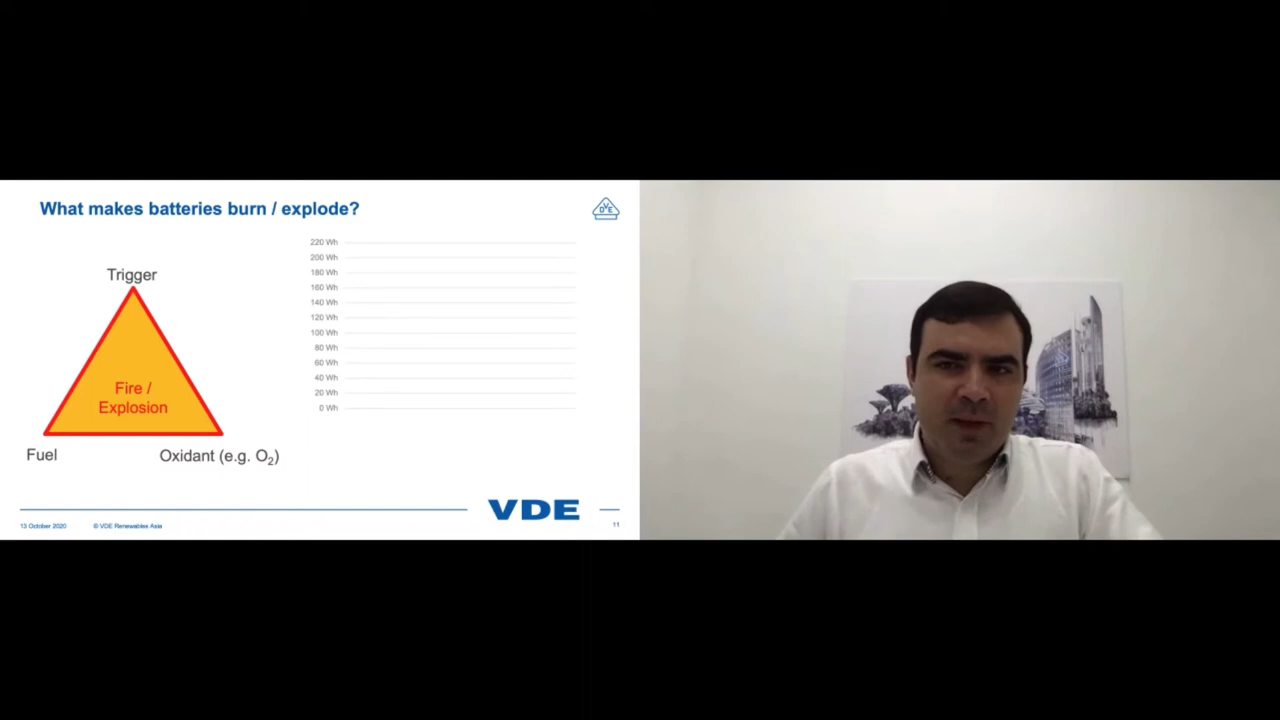 What makes batteries burn / explode?
DVE
Trigger
Fire /
Explosion
Fuel
Oxidant (e.g. O₂)
220 Wh
200 Wh
180 Wh
160 Wh
140 Wh
120 Wh
100 Wh
80 Wh
60 Wh
40 Wh
20 Wh
0 Wh
VDE
13 October 2020
© VDE Renewables Asia
11